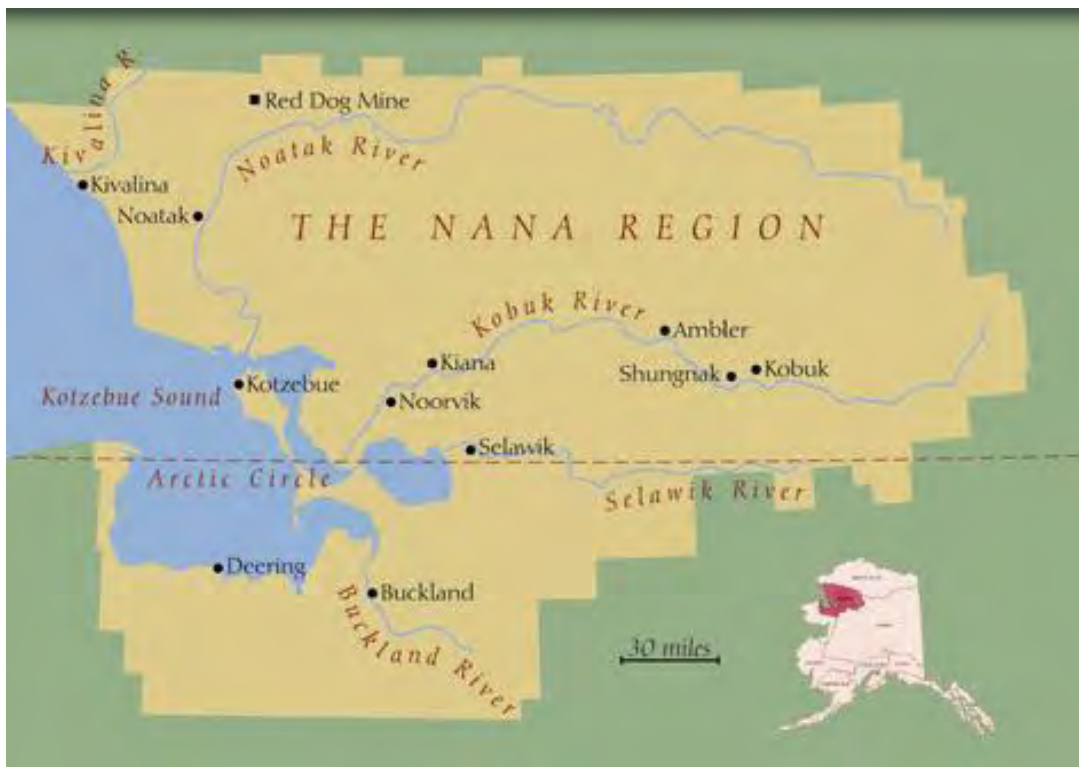 Kivalina R
Red Dog Mine
Noatak River
Kivalina
Noatak
THE NANA REGION
Kobuk River
Ambler
Kiana
Shungnak
Kobuk
Kotzebue Sound
Kotzebue
Noorvik
Selawik
Arctic Circle
Selawik River
Deering
Buckland
Buckland River
30 miles